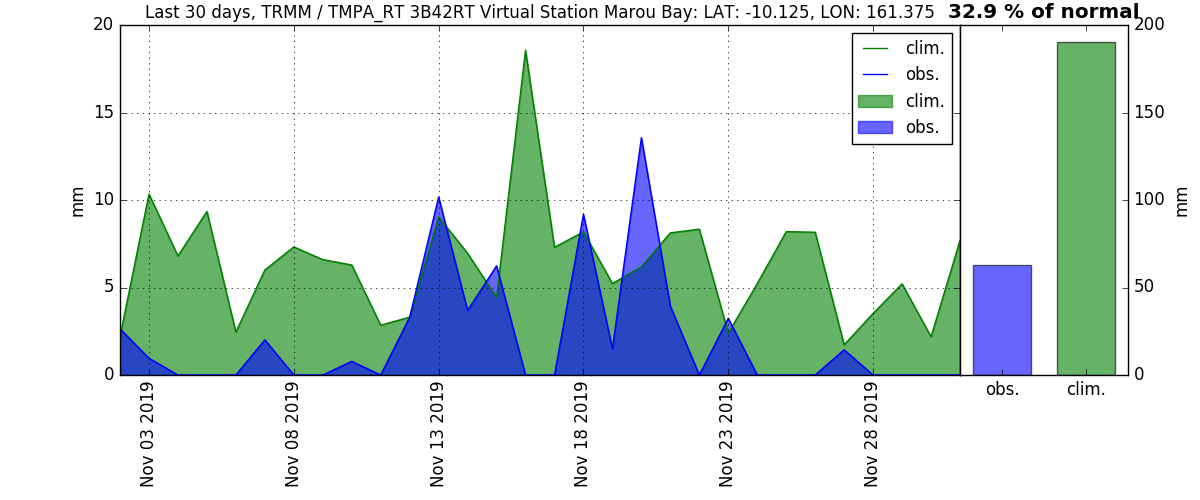 Last 30 days, TRMM / TMPA_RT 3B42RT Virtual Station Marou Bay: LAT: -10.125, LON: 161.375
32.9 % of normal
20
15
10
5
0
mm
clim.
obs.
clim.
obs.
200
150
100
50
0
mm
Nov 03 2019
Nov 08 2019
Nov 13 2019
Nov 18 2019
Nov 23 2019
Nov 28 2019
obs.
clim.